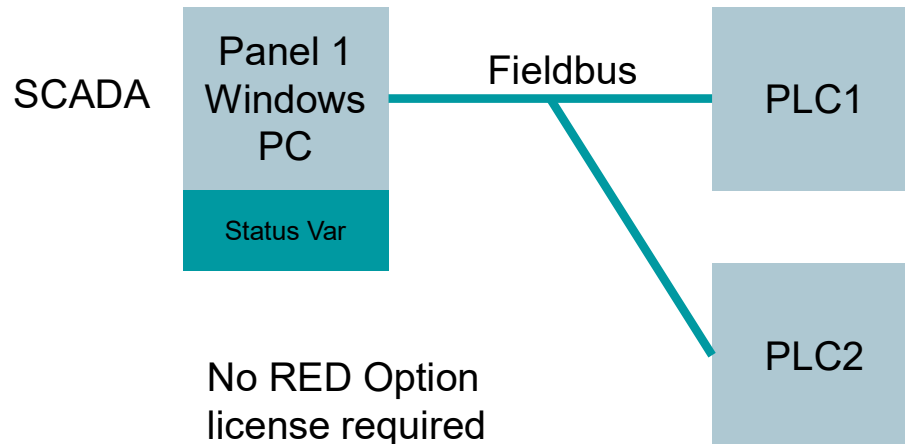 SCADA
Panel 1
Windows
PC
Status Var
Fieldbus
PLC1
PLC2
No RED Option
license required